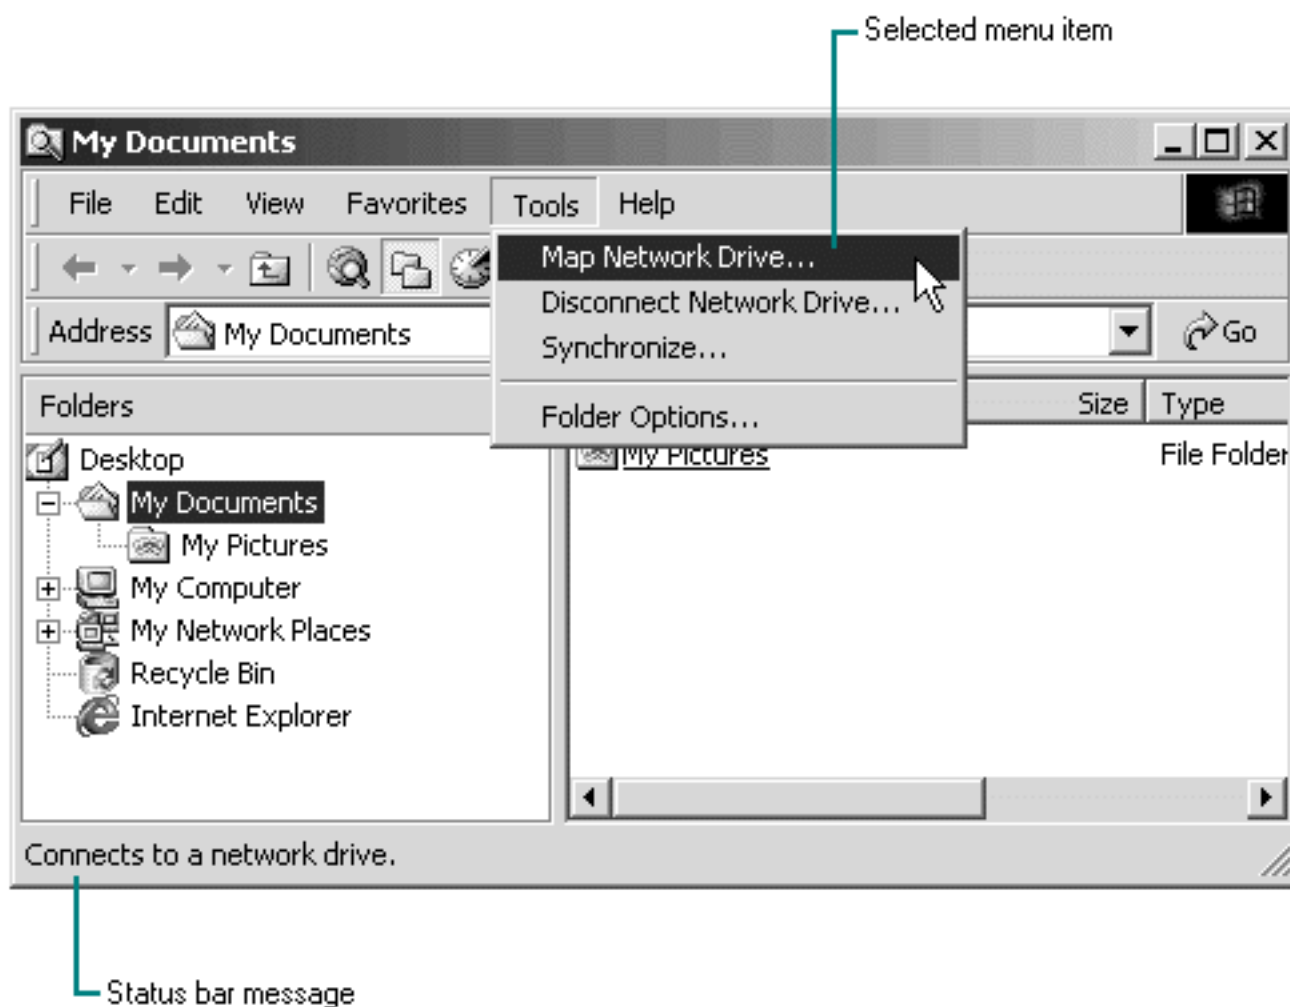 Selected menu item
My Documents
File Edit View Favorites Tools Help
Map Network Drive...
Disconnect Network Drive...
Synchronize...
Folder Options...
Address My Documents Go
Folders
Size Type
Desktop
My Documents
My Pictures
My Computer
My Network Places
Recycle Bin
Internet Explorer
My Pictures File Folder
Connects to a network drive.
Status bar message